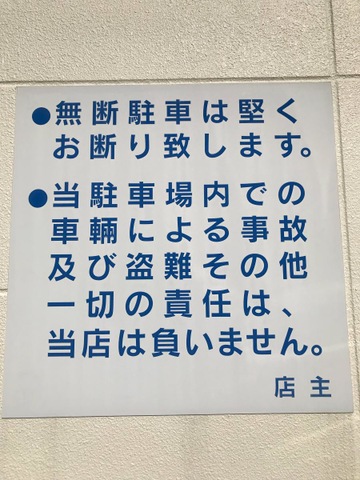 ●無断駐車は堅く
お断り致します。
●当駐車場内での
車輛による事故
及び盗難その他
一切の責任は、
当店は負いません。
店主